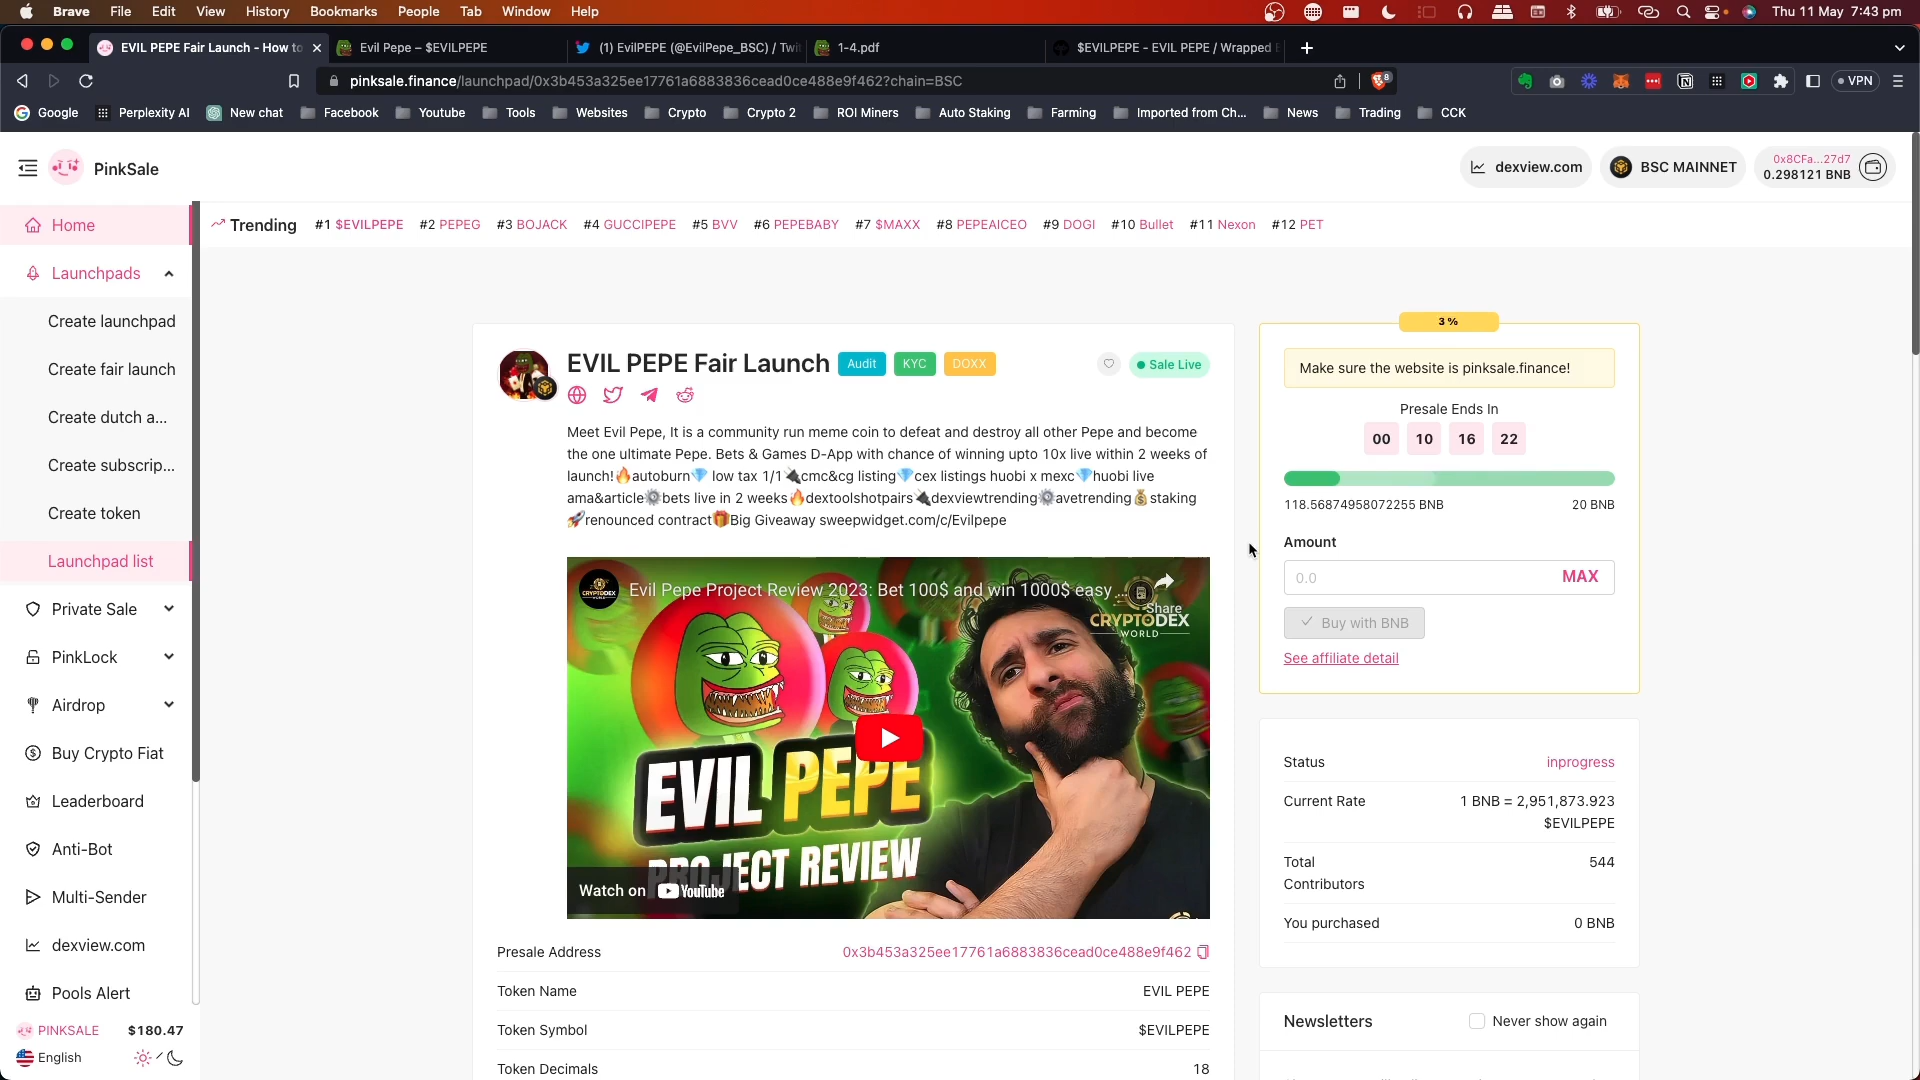 Brave File Edit View History Bookmarks People Tab Window Help
Thu 11 May 7:43 pm
EVIL PEPE Fair Launch - How to
Evil Pepe – $EVILPEPE
(1) EvilPEPE (@EvilPepe_BSC) / Twi
1-4.pdf
$EVILPEPE - EVIL PEPE / Wrapped
pinksale.finance/launchpad/0x3b453a325ee17761a6883836cead0ce488e9f462?chain=BSC
8
VPN
Google
Perplexity AI
New chat
Facebook
Youtube
Tools
Websites
Crypto
Crypto 2
ROI Miners
Auto Staking
Farming
Imported from Ch...
News
Trading
CCK
PinkSale
dexview.com
BSC MAINNET
0x8CFa...27d7
0.298121 BNB
Trending #1 $EVILPEPE #2 PEPEG #3 BOJACK #4 GUCCIPEPE #5 BVV #6 PEPEBABY #7 $MAXX #8 PEPEAICEO #9 DOGI #10 Bullet #11 Nexon #12 PET
Home
Launchpads
Create launchpad
Create fair launch
Create dutch a...
Create subscrip...
Create token
Launchpad list
Private Sale
PinkLock
Airdrop
Buy Crypto Fiat
Leaderboard
Anti-Bot
Multi-Sender
dexview.com
Pools Alert
PINKSALE $180.47
English
EVIL PEPE Fair Launch
Audit
KYC
DOXX
Sale Live
Meet Evil Pepe, It is a community run meme coin to defeat and destroy all other Pepe and become
the one ultimate Pepe. Bets & Games D-App with chance of winning upto 10x live within 2 weeks of
launch!🔥autoburn💎 low tax 1/1🔌cmc&cg listing💎cex listings huobi x mexc💎huobi live
ama&article⚙️bets live in 2 weeks🔥dextoolshotpairs🔌dexviewtrending⚙️avetrending💰staking
🚀renounced contract🎁Big Giveaway sweepwidget.com/c/Evilpepe
CRYPTODEX
Evil Pepe Project Review 2023: Bet 100$ and win 1000$ easy ...
Share
CRYPTODEX
WORLD
EVIL PEPE
PROJECT REVIEW
Watch on YouTube
Presale Address 0x3b453a325ee17761a6883836cead0ce488e9f462
Token Name EVIL PEPE
Token Symbol $EVILPEPE
Token Decimals 18
3%
Make sure the website is pinksale.finance!
Presale Ends In
00 10 16 22
118.56874958072255 BNB 20 BNB
Amount
0.0 MAX
Buy with BNB
See affiliate detail
Status inprogress
Current Rate 1 BNB = 2,951,873.923
$EVILPEPE
Total 544
Contributors
You purchased 0 BNB
Newsletters Never show again